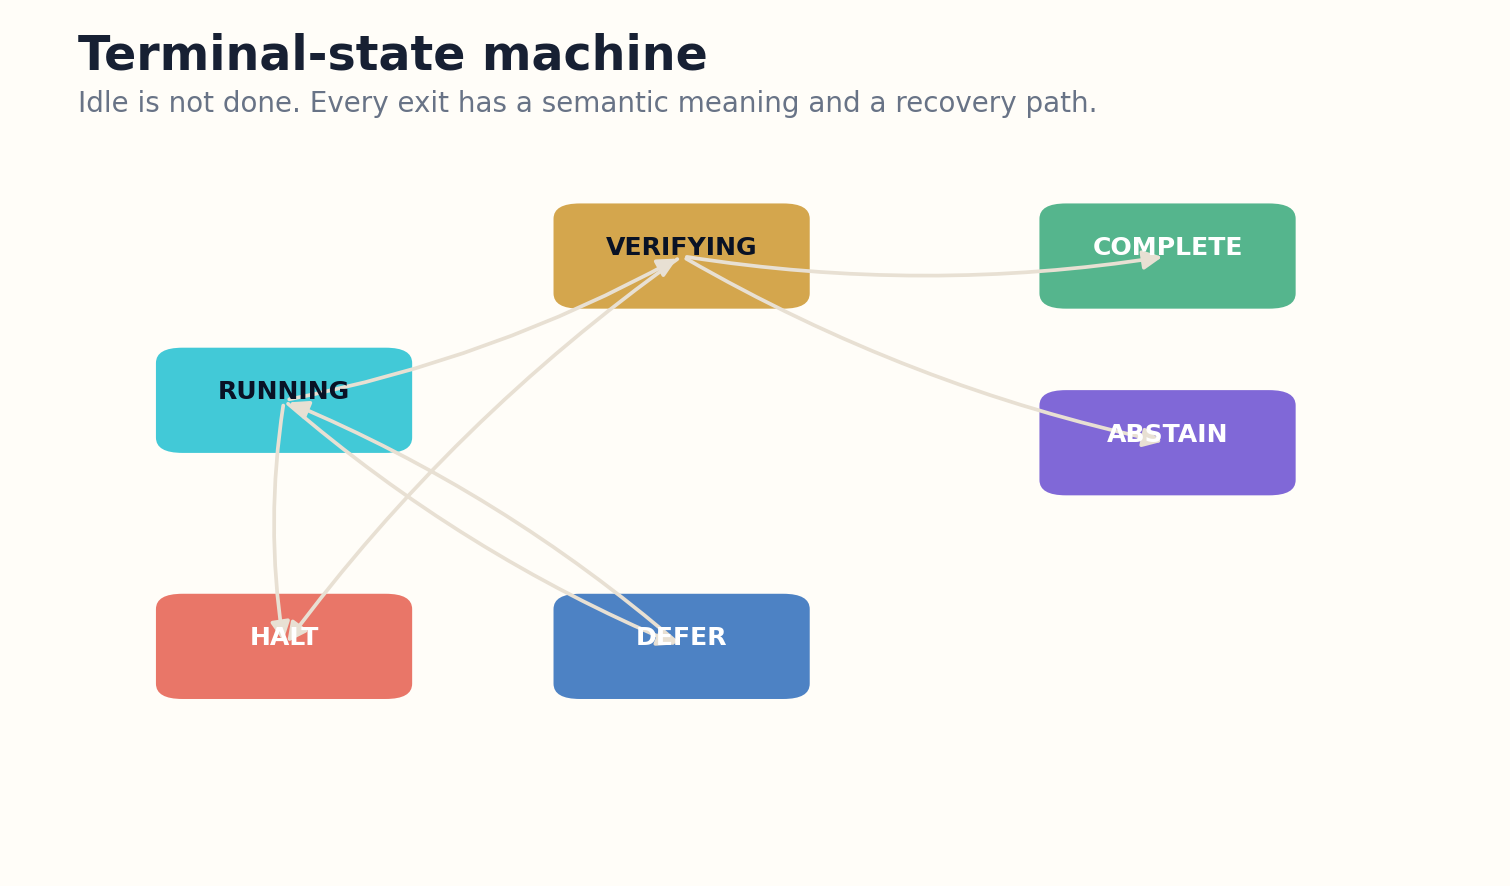 Terminal-state machine
Idle is not done. Every exit has a semantic meaning and a recovery path.
VERIFYING
COMPLETE
RUNNING
ABSTAIN
HALT
DEFER